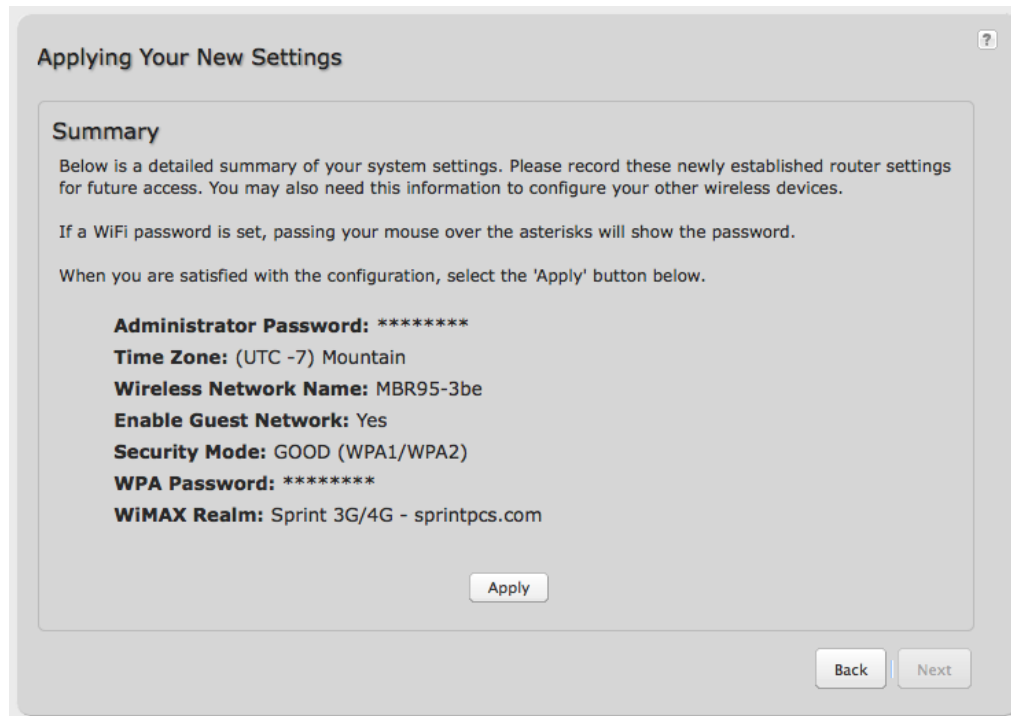 ?
Applying Your New Settings
Summary
Below is a detailed summary of your system settings. Please record these newly established router settings
for future access. You may also need this information to configure your other wireless devices.
If a WiFi password is set, passing your mouse over the asterisks will show the password.
When you are satisfied with the configuration, select the 'Apply' button below.
Administrator Password: ********
Time Zone: (UTC -7) Mountain
Wireless Network Name: MBR95-3be
Enable Guest Network: Yes
Security Mode: GOOD (WPA1/WPA2)
WPA Password: ********
WiMAX Realm: Sprint 3G/4G - sprintpcs.com
Apply
Back Next